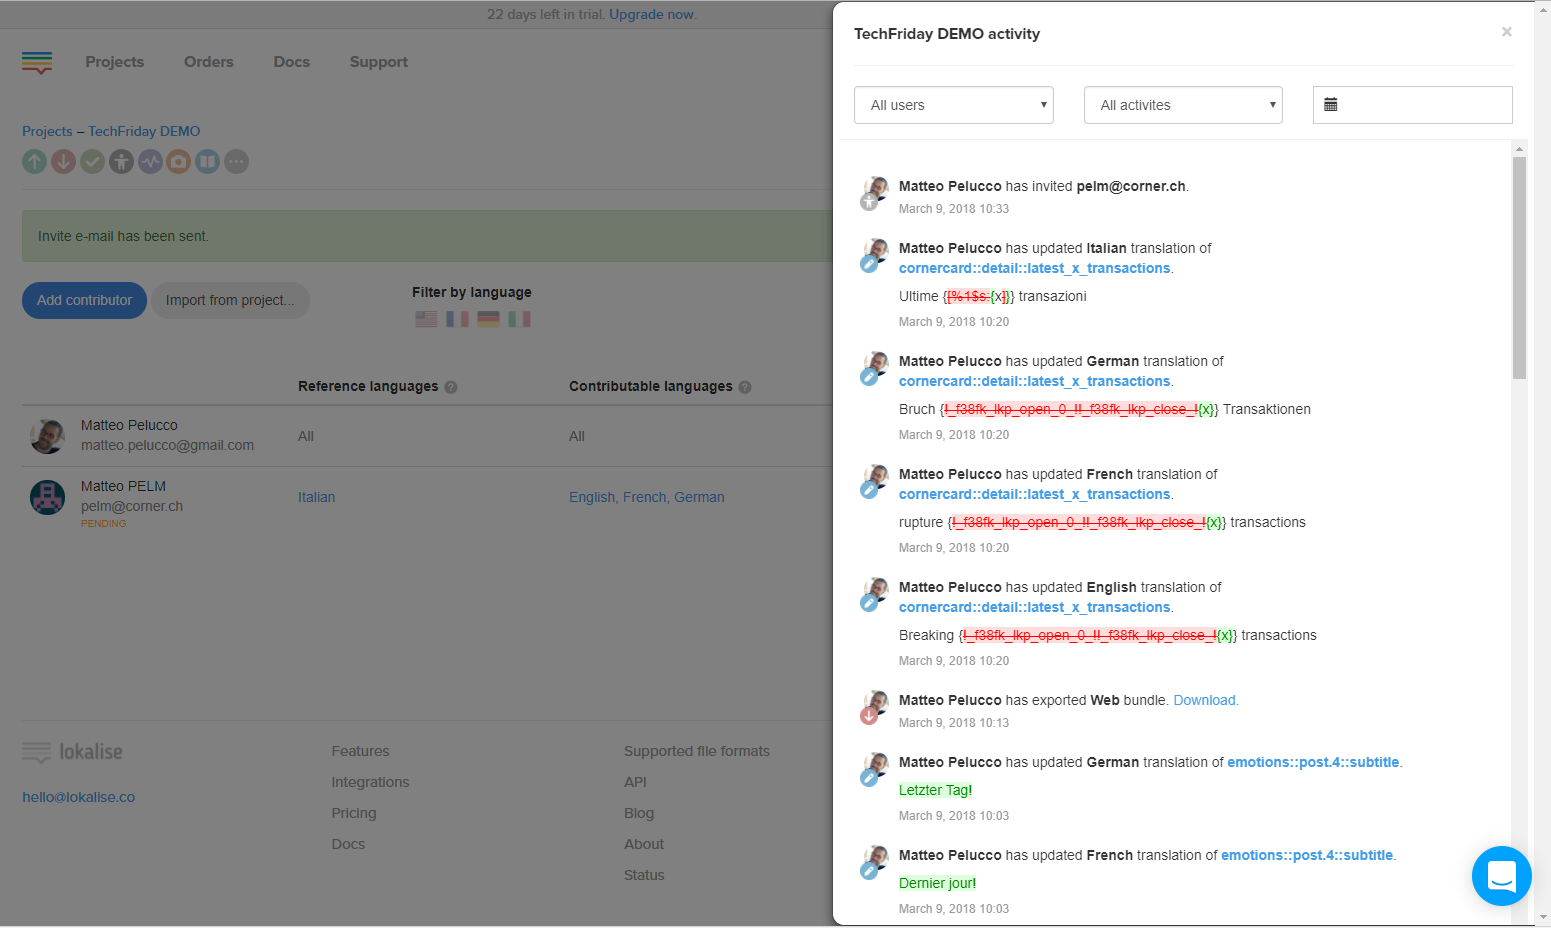 22 days left in trial. Upgrade now.
Projects
Orders
Docs
Support
Projects – TechFriday DEMO
Invite e-mail has been sent.
Add contributor
Import from project...
Filter by language
Reference languages ?
Contributable languages ?
Matteo Pelucco
matteo.pelucco@gmail.com
All
All
Matteo PELM
pelm@corner.ch
PENDING
Italian
English, French, German
lokalise
hello@lokalise.co
Features
Integrations
Pricing
Docs
Supported file formats
API
Blog
About
Status
TechFriday DEMO activity
×
All users
All activites
Matteo Pelucco has invited pelm@corner.ch.
March 9, 2018 10:33
Matteo Pelucco has updated Italian translation of
cornercard::detail::latest_x_transactions.
Ultime {[%1$s:{x]}} transazioni
March 9, 2018 10:20
Matteo Pelucco has updated German translation of
cornercard::detail::latest_x_transactions.
Bruch {!_f38fk_lkp_open_0_!!_f38fk_lkp_close_!{x}} Transaktionen
March 9, 2018 10:20
Matteo Pelucco has updated French translation of
cornercard::detail::latest_x_transactions.
rupture {!_f38fk_lkp_open_0_!!_f38fk_lkp_close_!{x}} transactions
March 9, 2018 10:20
Matteo Pelucco has updated English translation of
cornercard::detail::latest_x_transactions.
Breaking {!_f38fk_lkp_open_0_!!_f38fk_lkp_close_!{x}} transactions
March 9, 2018 10:20
Matteo Pelucco has exported Web bundle. Download.
March 9, 2018 10:13
Matteo Pelucco has updated German translation of emotions::post.4::subtitle.
Letzter Tag!
March 9, 2018 10:03
Matteo Pelucco has updated French translation of emotions::post.4::subtitle.
Dernier jour!
March 9, 2018 10:03